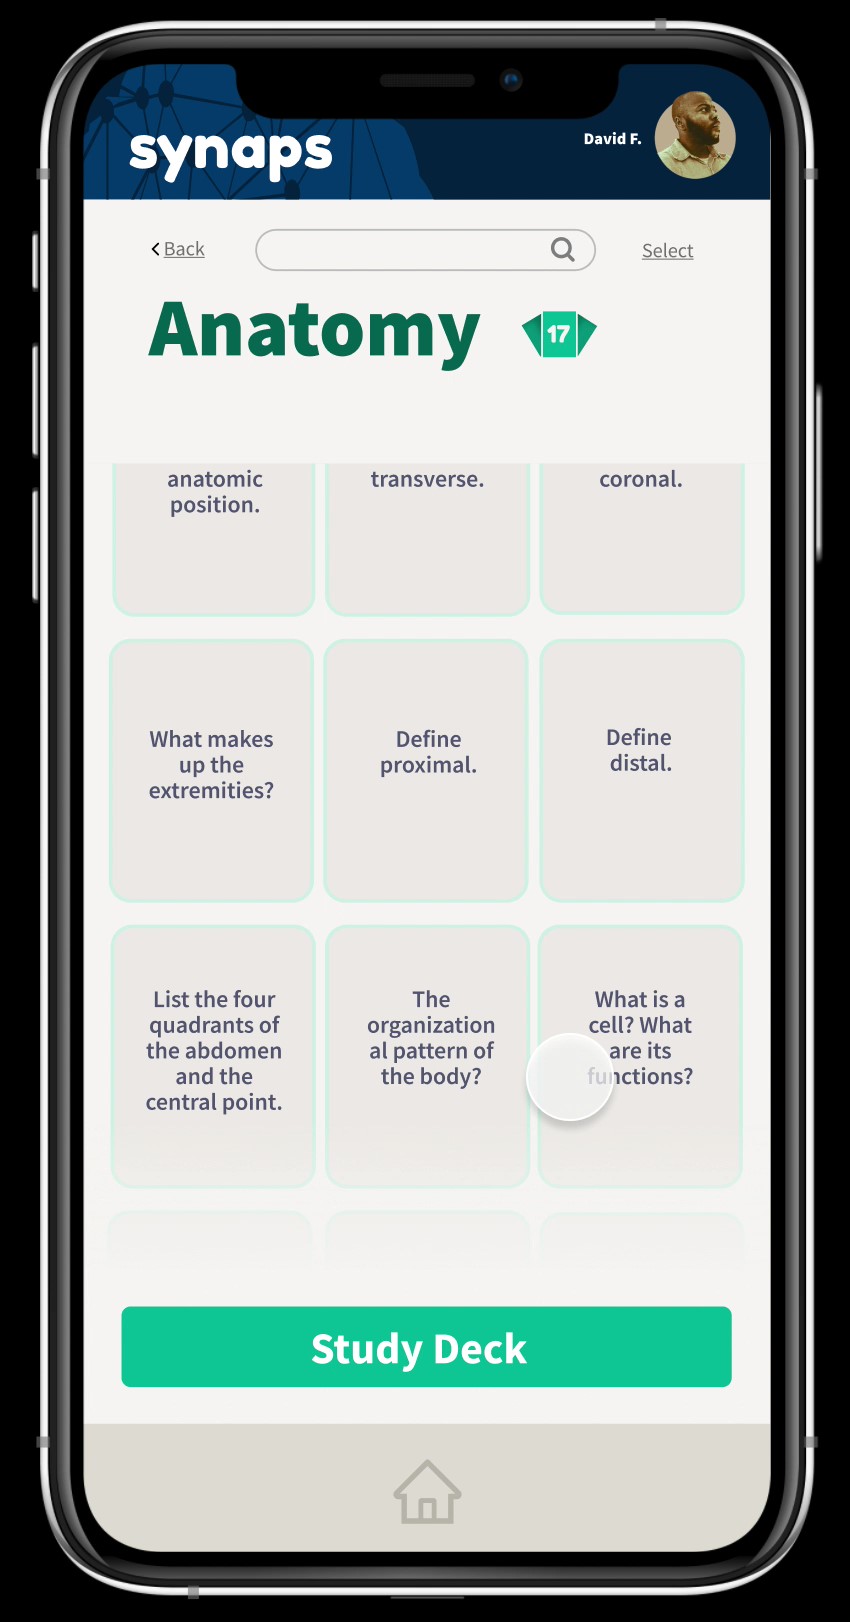 synaps
David F.
Back
Select
Anatomy
17
anatomic
position.
transverse.
coronal.
What makes
up the
extremities?
Define
proximal.
Define
distal.
List the four
quadrants of
the abdomen
and the
central point.
The
organization
al pattern of
the body?
What is a
cell? What
are its
functions?
Study Deck